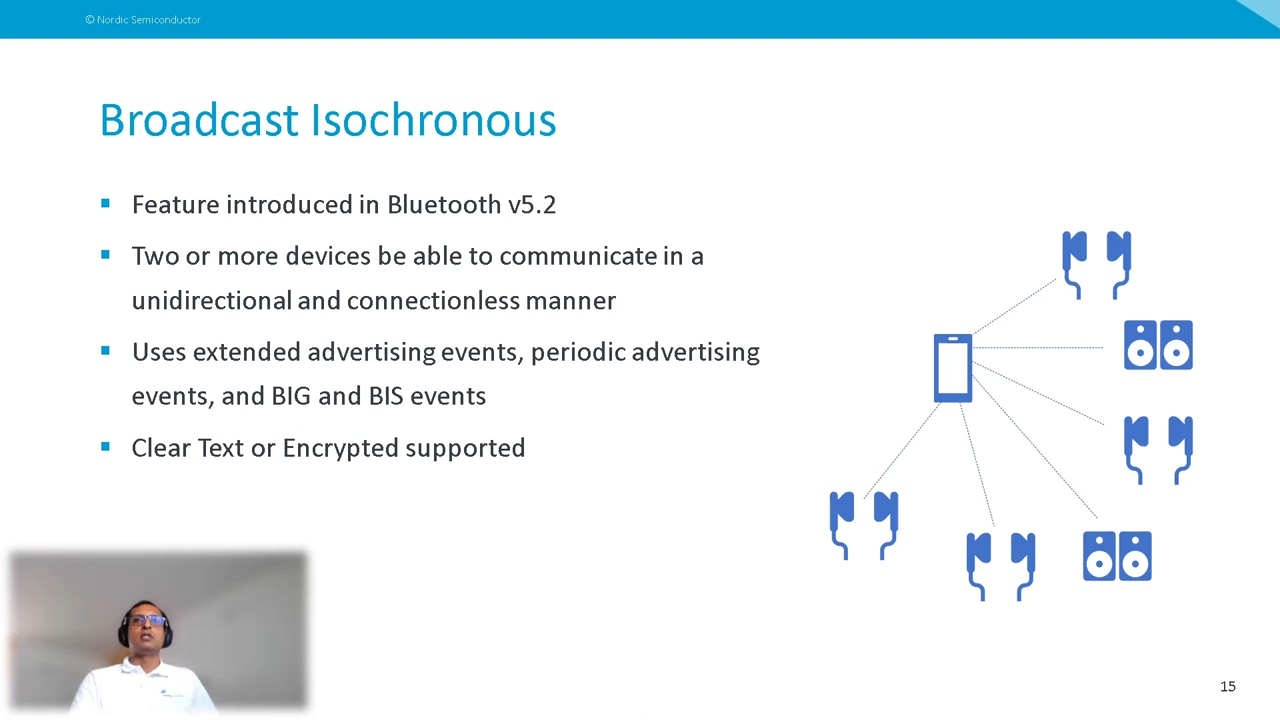 © Nordic Semiconductor
Broadcast Isochronous
Feature introduced in Bluetooth v5.2
Two or more devices be able to communicate in a
unidirectional and connectionless manner
Uses extended advertising events, periodic advertising
events, and BIG and BIS events
Clear Text or Encrypted supported
15